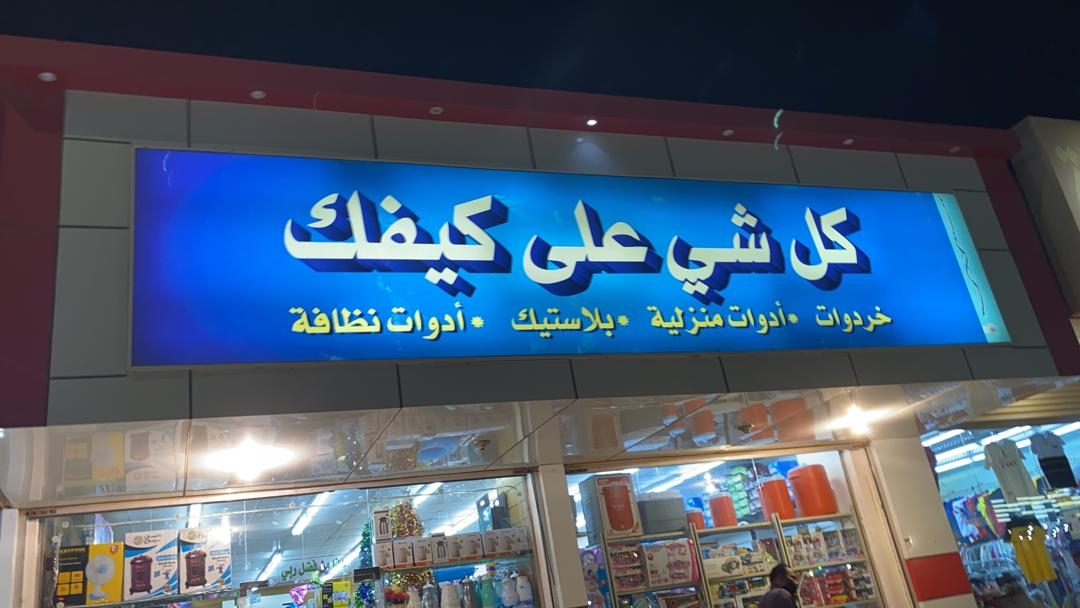 كل شي على كيفك
خردوات * أدوات منزلية * بلاستيك * أدوات نظافة